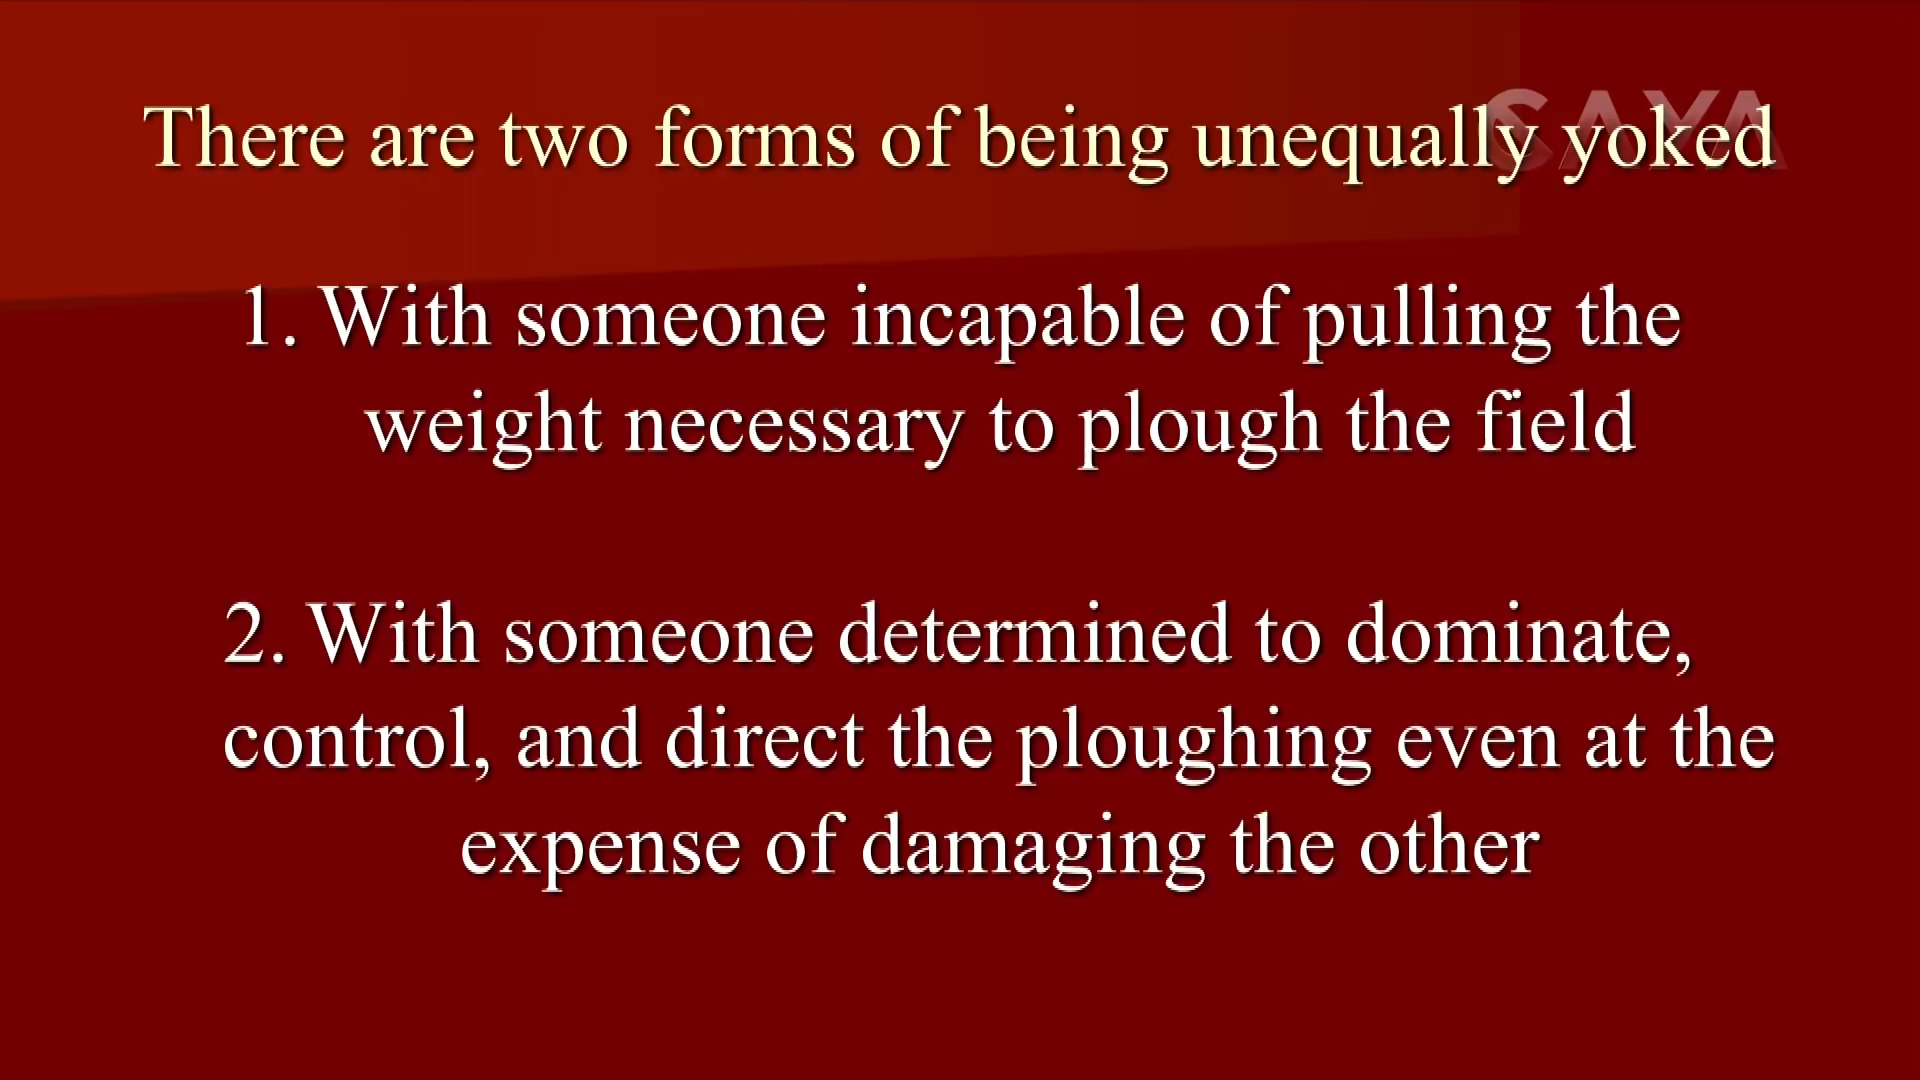 There are two forms of being unequally yoked
SAYA
1. With someone incapable of pulling the
weight necessary to plough the field
2. With someone determined to dominate,
control, and direct the ploughing even at the
expense of damaging the other